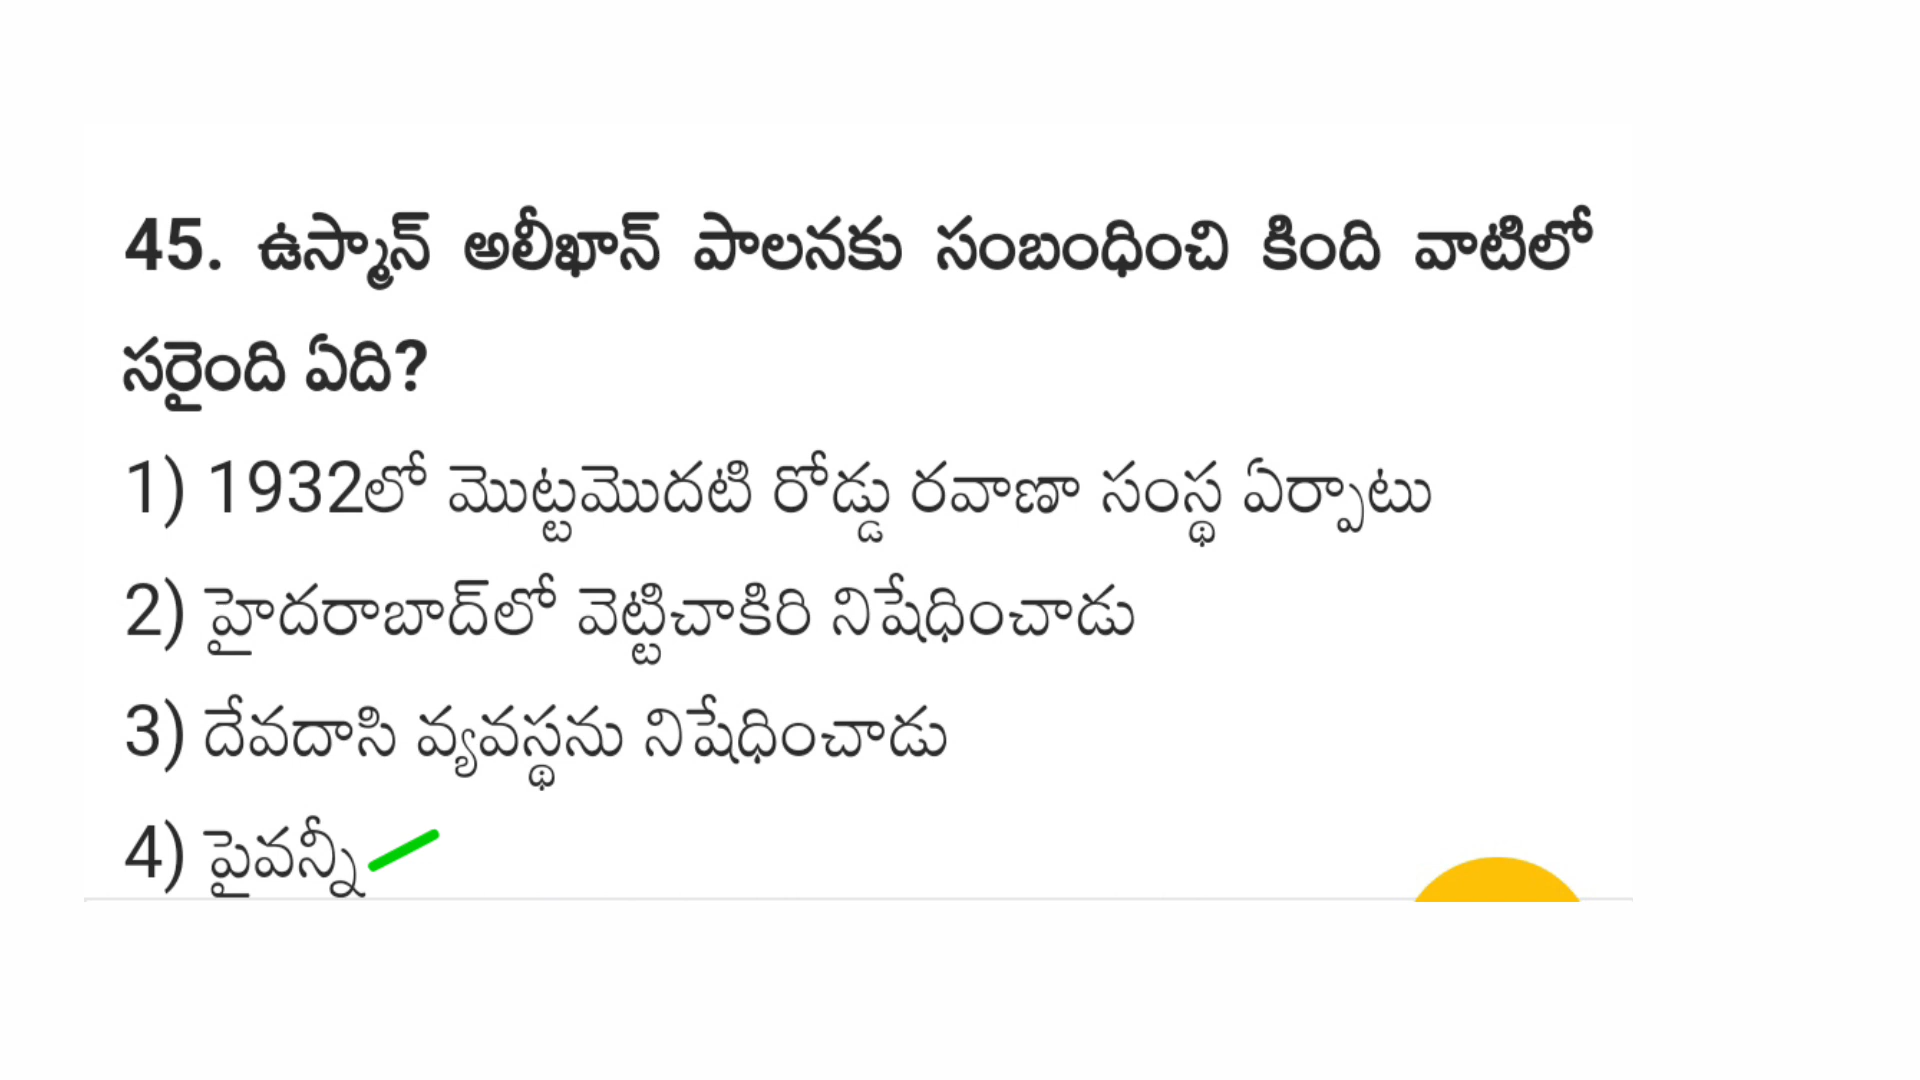 45. ఉస్మాన్ అలీఖాన్ పాలనకు సంబంధించి కింది వాటిలో
సరైంది ఏది?
1) 1932లో మొట్టమొదటి రోడ్డు రవాణా సంస్థ ఏర్పాటు
2) హైదరాబాద్‌లో వెట్టిచాకిరి నిషేధించాడు
3) దేవదాసి వ్యవస్థను నిషేధించాడు
4) పైవన్నీ